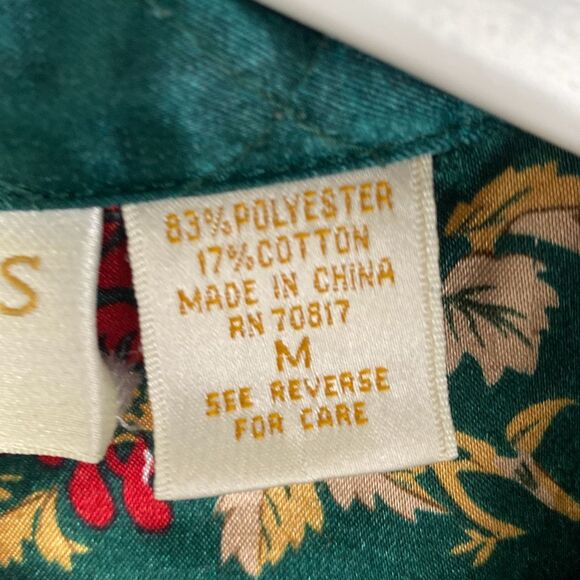 S
83% POLYESTER
17% COTTON
MADE IN CHINA
RN 70817
M
SEE REVERSE
FOR CARE